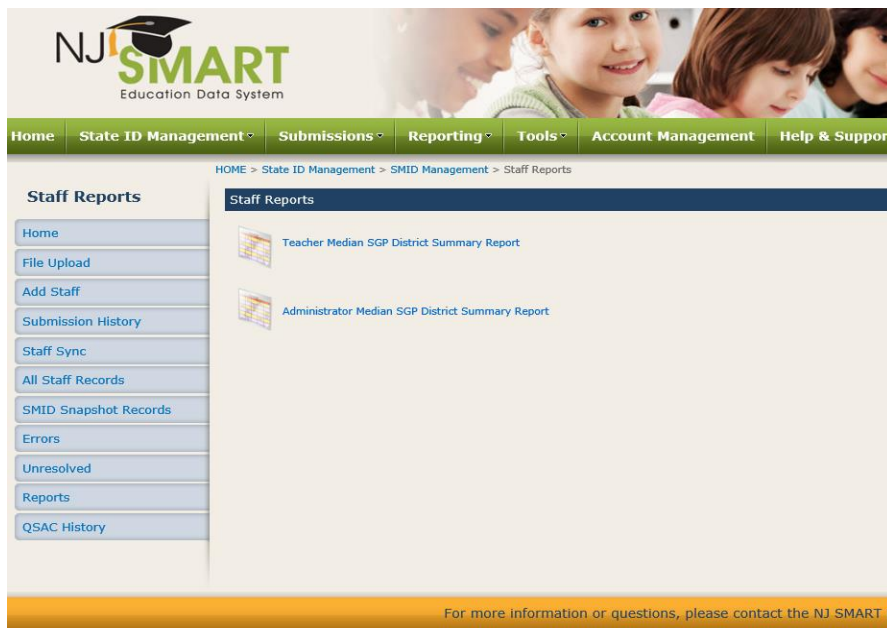 NJ SMART
Education Data System
Home State ID Management Submissions Reporting Tools Account Management Help & Suppor
HOME > State ID Management > SMID Management > Staff Reports
Staff Reports
Staff Reports
Home
File Upload
Add Staff
Submission History
Staff Sync
All Staff Records
SMID Snapshot Records
Errors
Unresolved
Reports
QSAC History
Teacher Median SGP District Summary Report
Administrator Median SGP District Summary Report
For more information or questions, please contact the NJ SMART